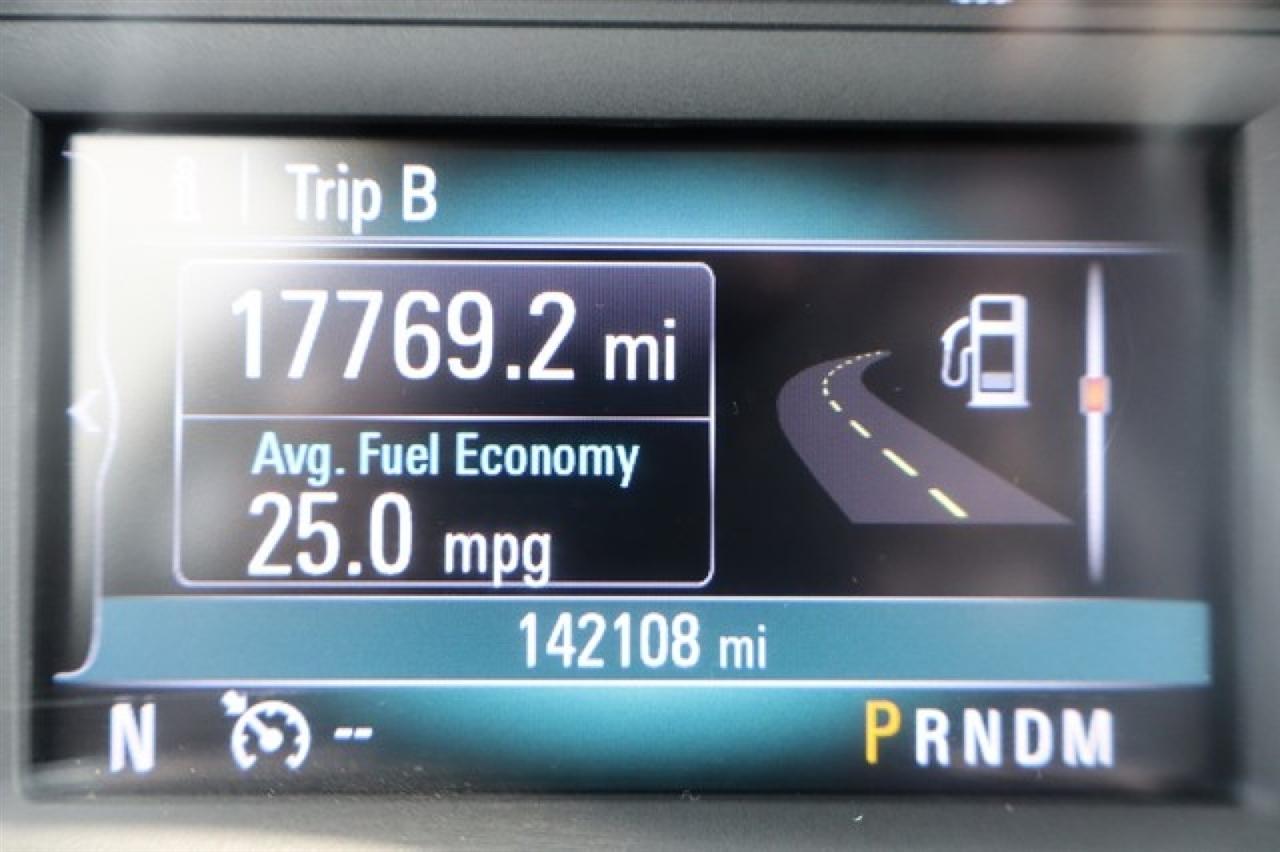 Trip B
17769.2 mi
Avg. Fuel Economy
25.0 mpg
142108 mi
N -- PRNDM